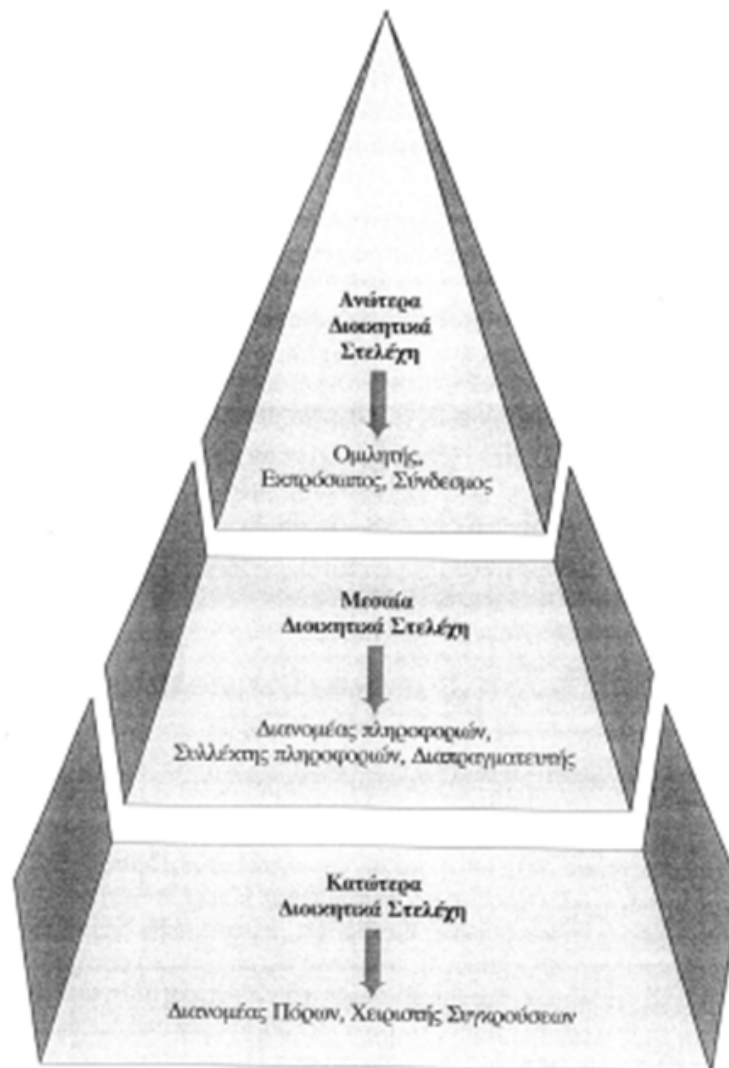 Ανώτερα
Διοικητικά
Στελέχη
Ομιλητής,
Εκπρόσωπος, Σύνδεσμος
Μεσαία
Διοικητικά Στελέχη
Διανομέας πληροφοριών,
Συλλέκτης πληροφοριών, Διαπραγματευτής
Κατώτερα
Διοικητικά Στελέχη
Διανομέας Πόρων, Χειριστής Συγκρούσεων